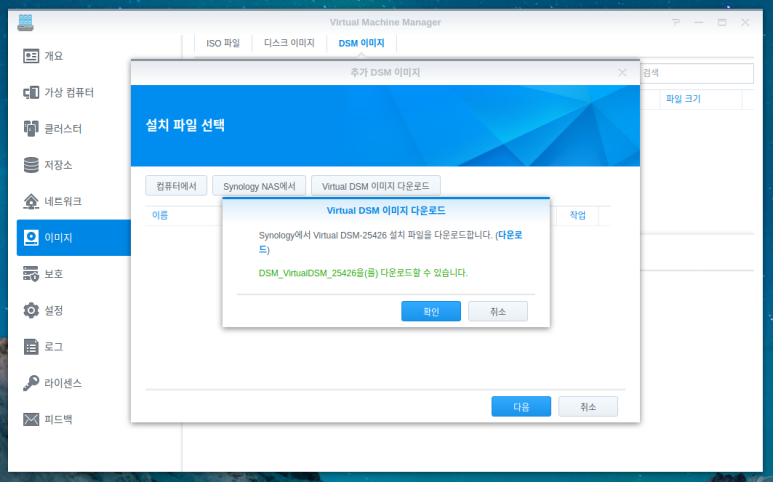 Virtual Machine Manager
개요
가상 컴퓨터
클러스터
저장소
네트워크
이미지
보호
설정
로그
라이센스
피드백
ISO 파일
디스크 이미지
DSM 이미지
검색
파일 크기
추가 DSM 이미지
설치 파일 선택
컴퓨터에서
Synology NAS에서
Virtual DSM 이미지 다운로드
이름
작업
Virtual DSM 이미지 다운로드
Synology에서 Virtual DSM-25426 설치 파일을 다운로드합니다. (다운로
드)
DSM_VirtualDSM_25426을(를) 다운로드할 수 있습니다.
확인
취소
다음
취소